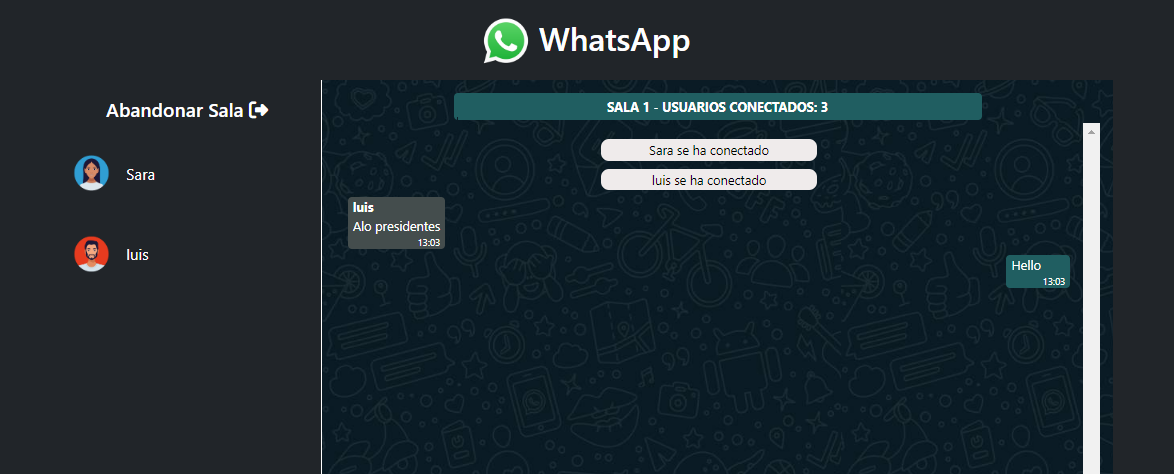 WhatsApp
Abandonar Sala
Sara
luis
SALA 1 - USUARIOS CONECTADOS: 3
Sara se ha conectado
luis se ha conectado
luis
Alo presidentes
13:03
Hello
13:03